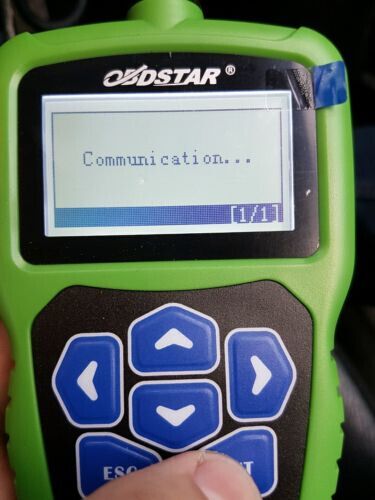 OBDSTAR ®
Communication...
[1/1]
ESC